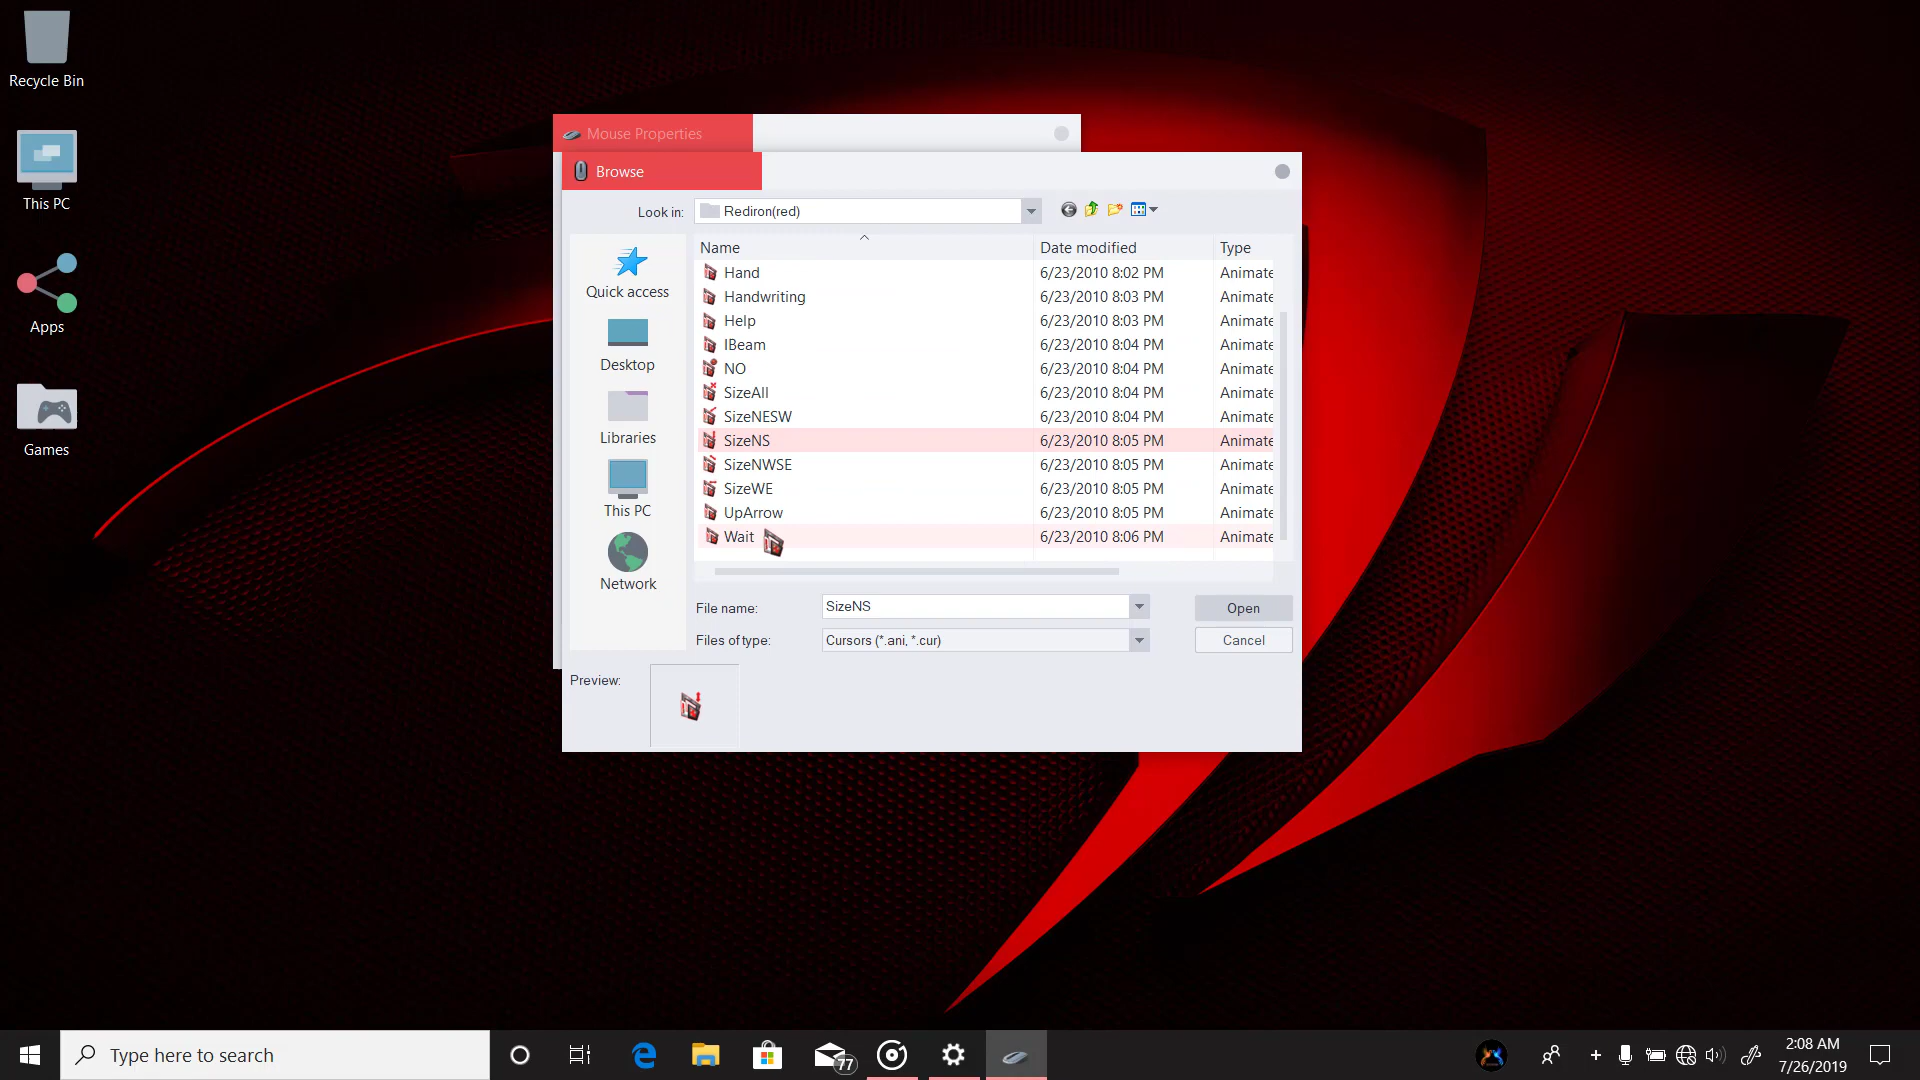 Recycle Bin
This PC
Apps
Games
Mouse Properties
Browse
Look in: Rediron(red)
Quick access
Desktop
Libraries
This PC
Network
Name Date modified Type
Hand 6/23/2010 8:02 PM Animate
Handwriting 6/23/2010 8:03 PM Animate
Help 6/23/2010 8:03 PM Animate
IBeam 6/23/2010 8:04 PM Animate
NO 6/23/2010 8:04 PM Animate
SizeAll 6/23/2010 8:04 PM Animate
SizeNESW 6/23/2010 8:04 PM Animate
SizeNS 6/23/2010 8:05 PM Animate
SizeNWSE 6/23/2010 8:05 PM Animate
SizeWE 6/23/2010 8:05 PM Animate
UpArrow 6/23/2010 8:05 PM Animate
Wait 6/23/2010 8:06 PM Animate
File name: SizeNS Open
Files of type: Cursors (*.ani, *.cur) Cancel
Preview:
Type here to search
77
2:08 AM
7/26/2019